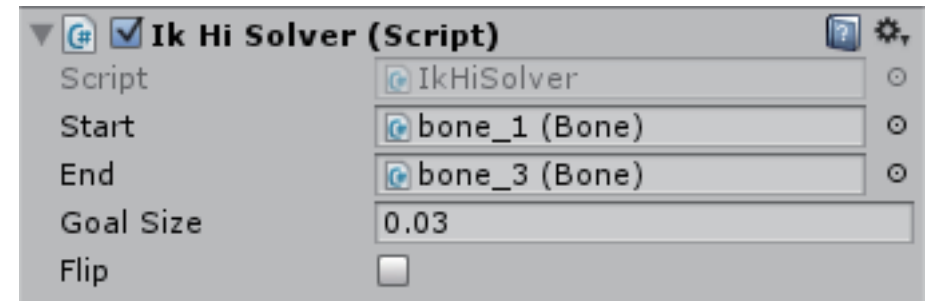 Ik Hi Solver (Script)
Script IkHiSolver
Start bone_1 (Bone)
End bone_3 (Bone)
Goal Size 0.03
Flip